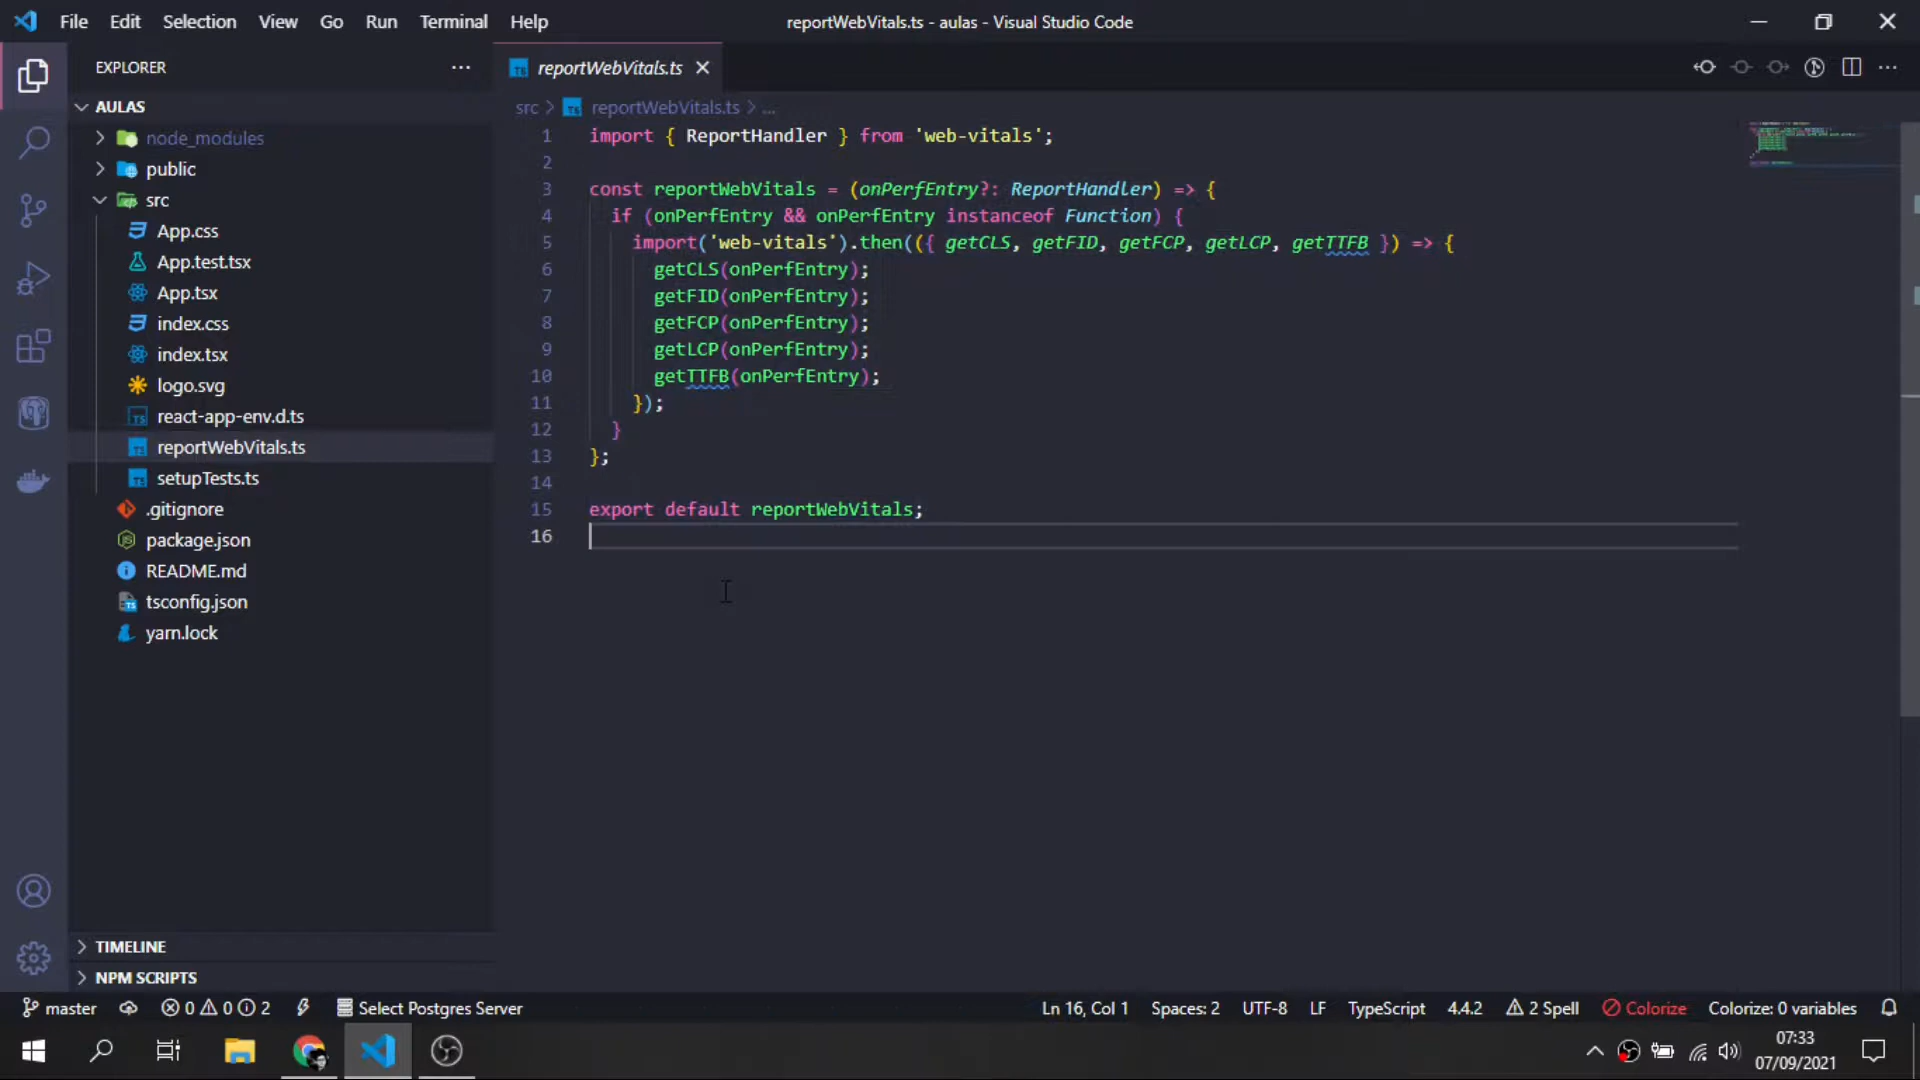 File Edit Selection View Go Run Terminal Help
reportWebVitals.ts - aulas - Visual Studio Code
EXPLORER
AULAS
node_modules
public
src
App.css
App.test.tsx
App.tsx
index.css
index.tsx
logo.svg
react-app-env.d.ts
reportWebVitals.ts
setupTests.ts
.gitignore
package.json
README.md
tsconfig.json
yarn.lock
TIMELINE
NPM SCRIPTS
reportWebVitals.ts
src > reportWebVitals.ts > ...
1 import { ReportHandler } from 'web-vitals';
2
3 const reportWebVitals = (onPerfEntry?: ReportHandler) => {
4 if (onPerfEntry && onPerfEntry instanceof Function) {
5 import('web-vitals').then(({ getCLS, getFID, getFCP, getLCP, getTTFB }) => {
6 getCLS(onPerfEntry);
7 getFID(onPerfEntry);
8 getFCP(onPerfEntry);
9 getLCP(onPerfEntry);
10 getTTFB(onPerfEntry);
11 });
12 }
13 };
14
15 export default reportWebVitals;
16
master 0 0 2 Select Postgres Server Ln 16, Col 1 Spaces: 2 UTF-8 LF TypeScript 4.4.2 2 Spell Colorize Colorize: 0 variables
07:33
07/09/2021